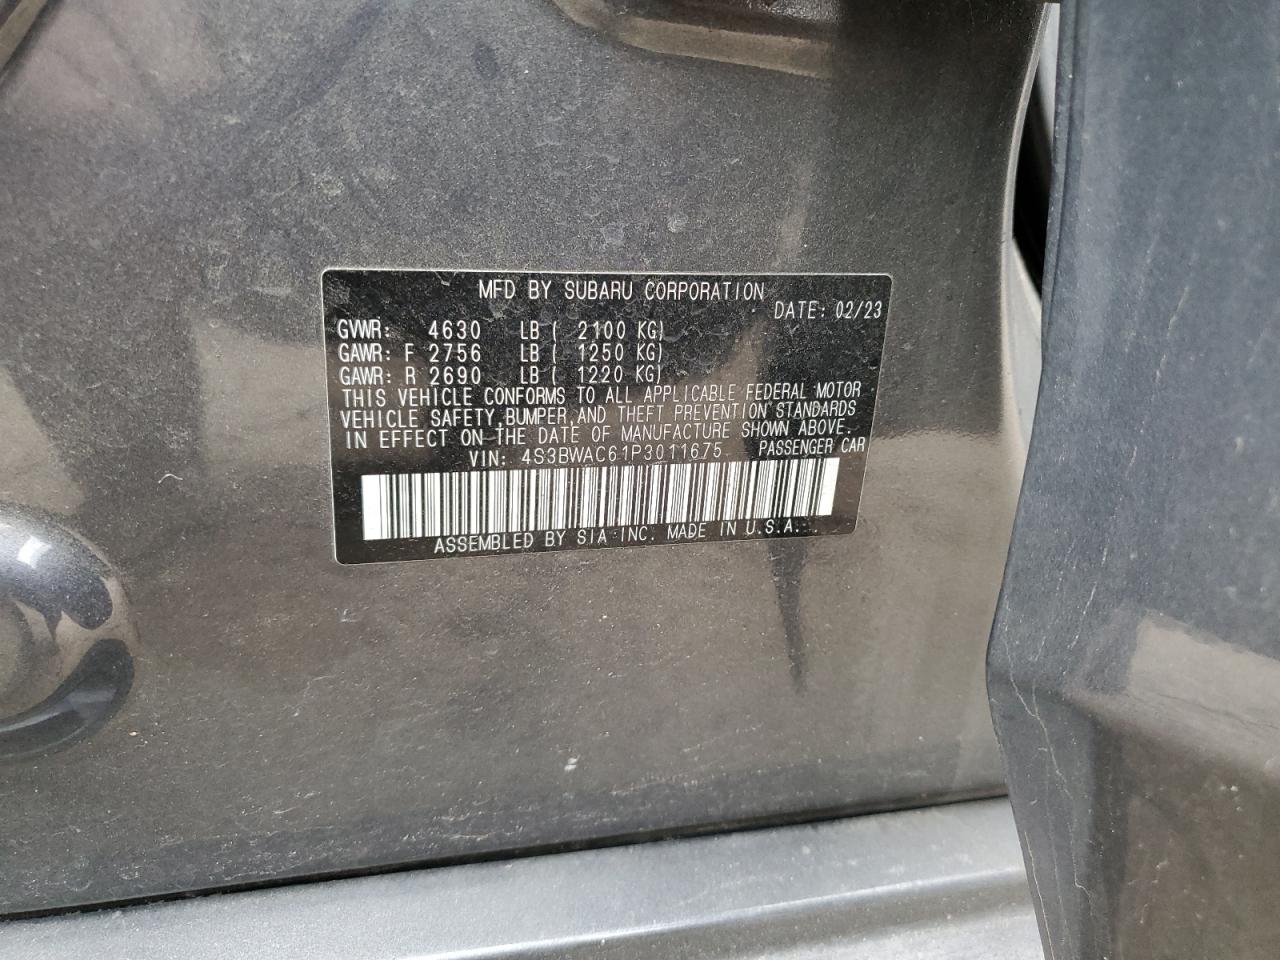 MFD BY SUBARU CORPORATION
DATE: 02/23
GVWR: 4630 LB ( 2100 KG)
GAWR: F 2756 LB ( 1250 KG)
GAWR: R 2690 LB ( 1220 KG)
THIS VEHICLE CONFORMS TO ALL APPLICABLE FEDERAL MOTOR
VEHICLE SAFETY, BUMPER, AND THEFT PREVENTION STANDARDS
IN EFFECT ON THE DATE OF MANUFACTURE SHOWN ABOVE.
VIN: 4S3BWAC61P3011675 PASSENGER CAR
ASSEMBLED BY SIA INC. MADE IN U.S.A.